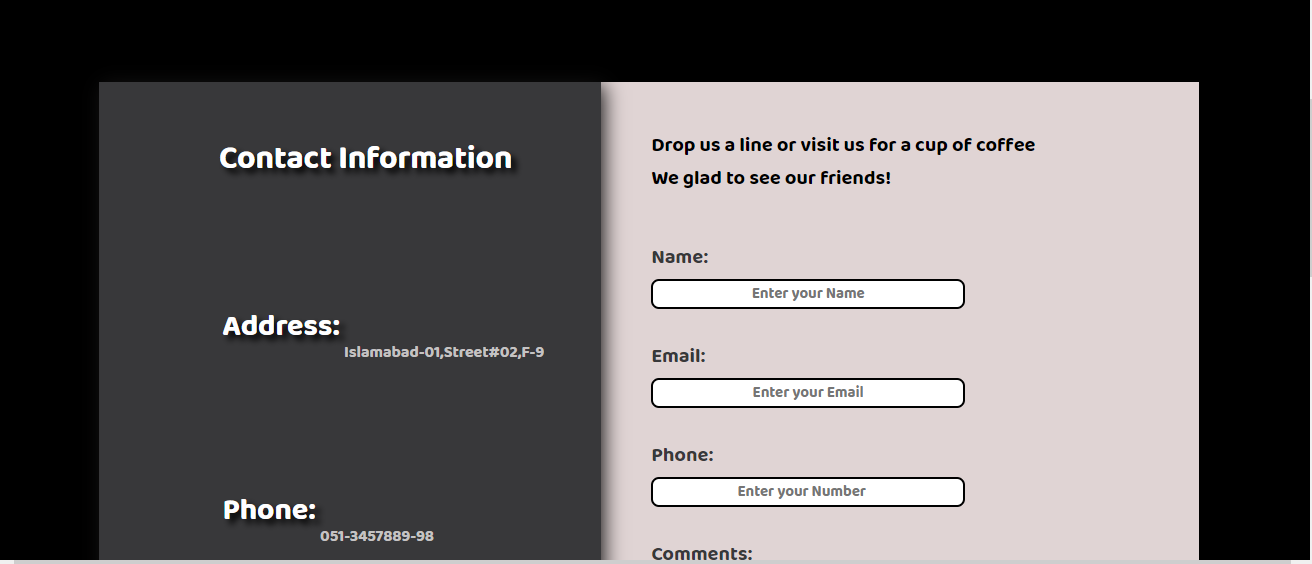 Contact Information
Address:
Islamabad-01,Street#02,F-9
Phone:
051-3457889-98
Drop us a line or visit us for a cup of coffee
We glad to see our friends!
Name:
Enter your Name
Email:
Enter your Email
Phone:
Enter your Number
Comments: